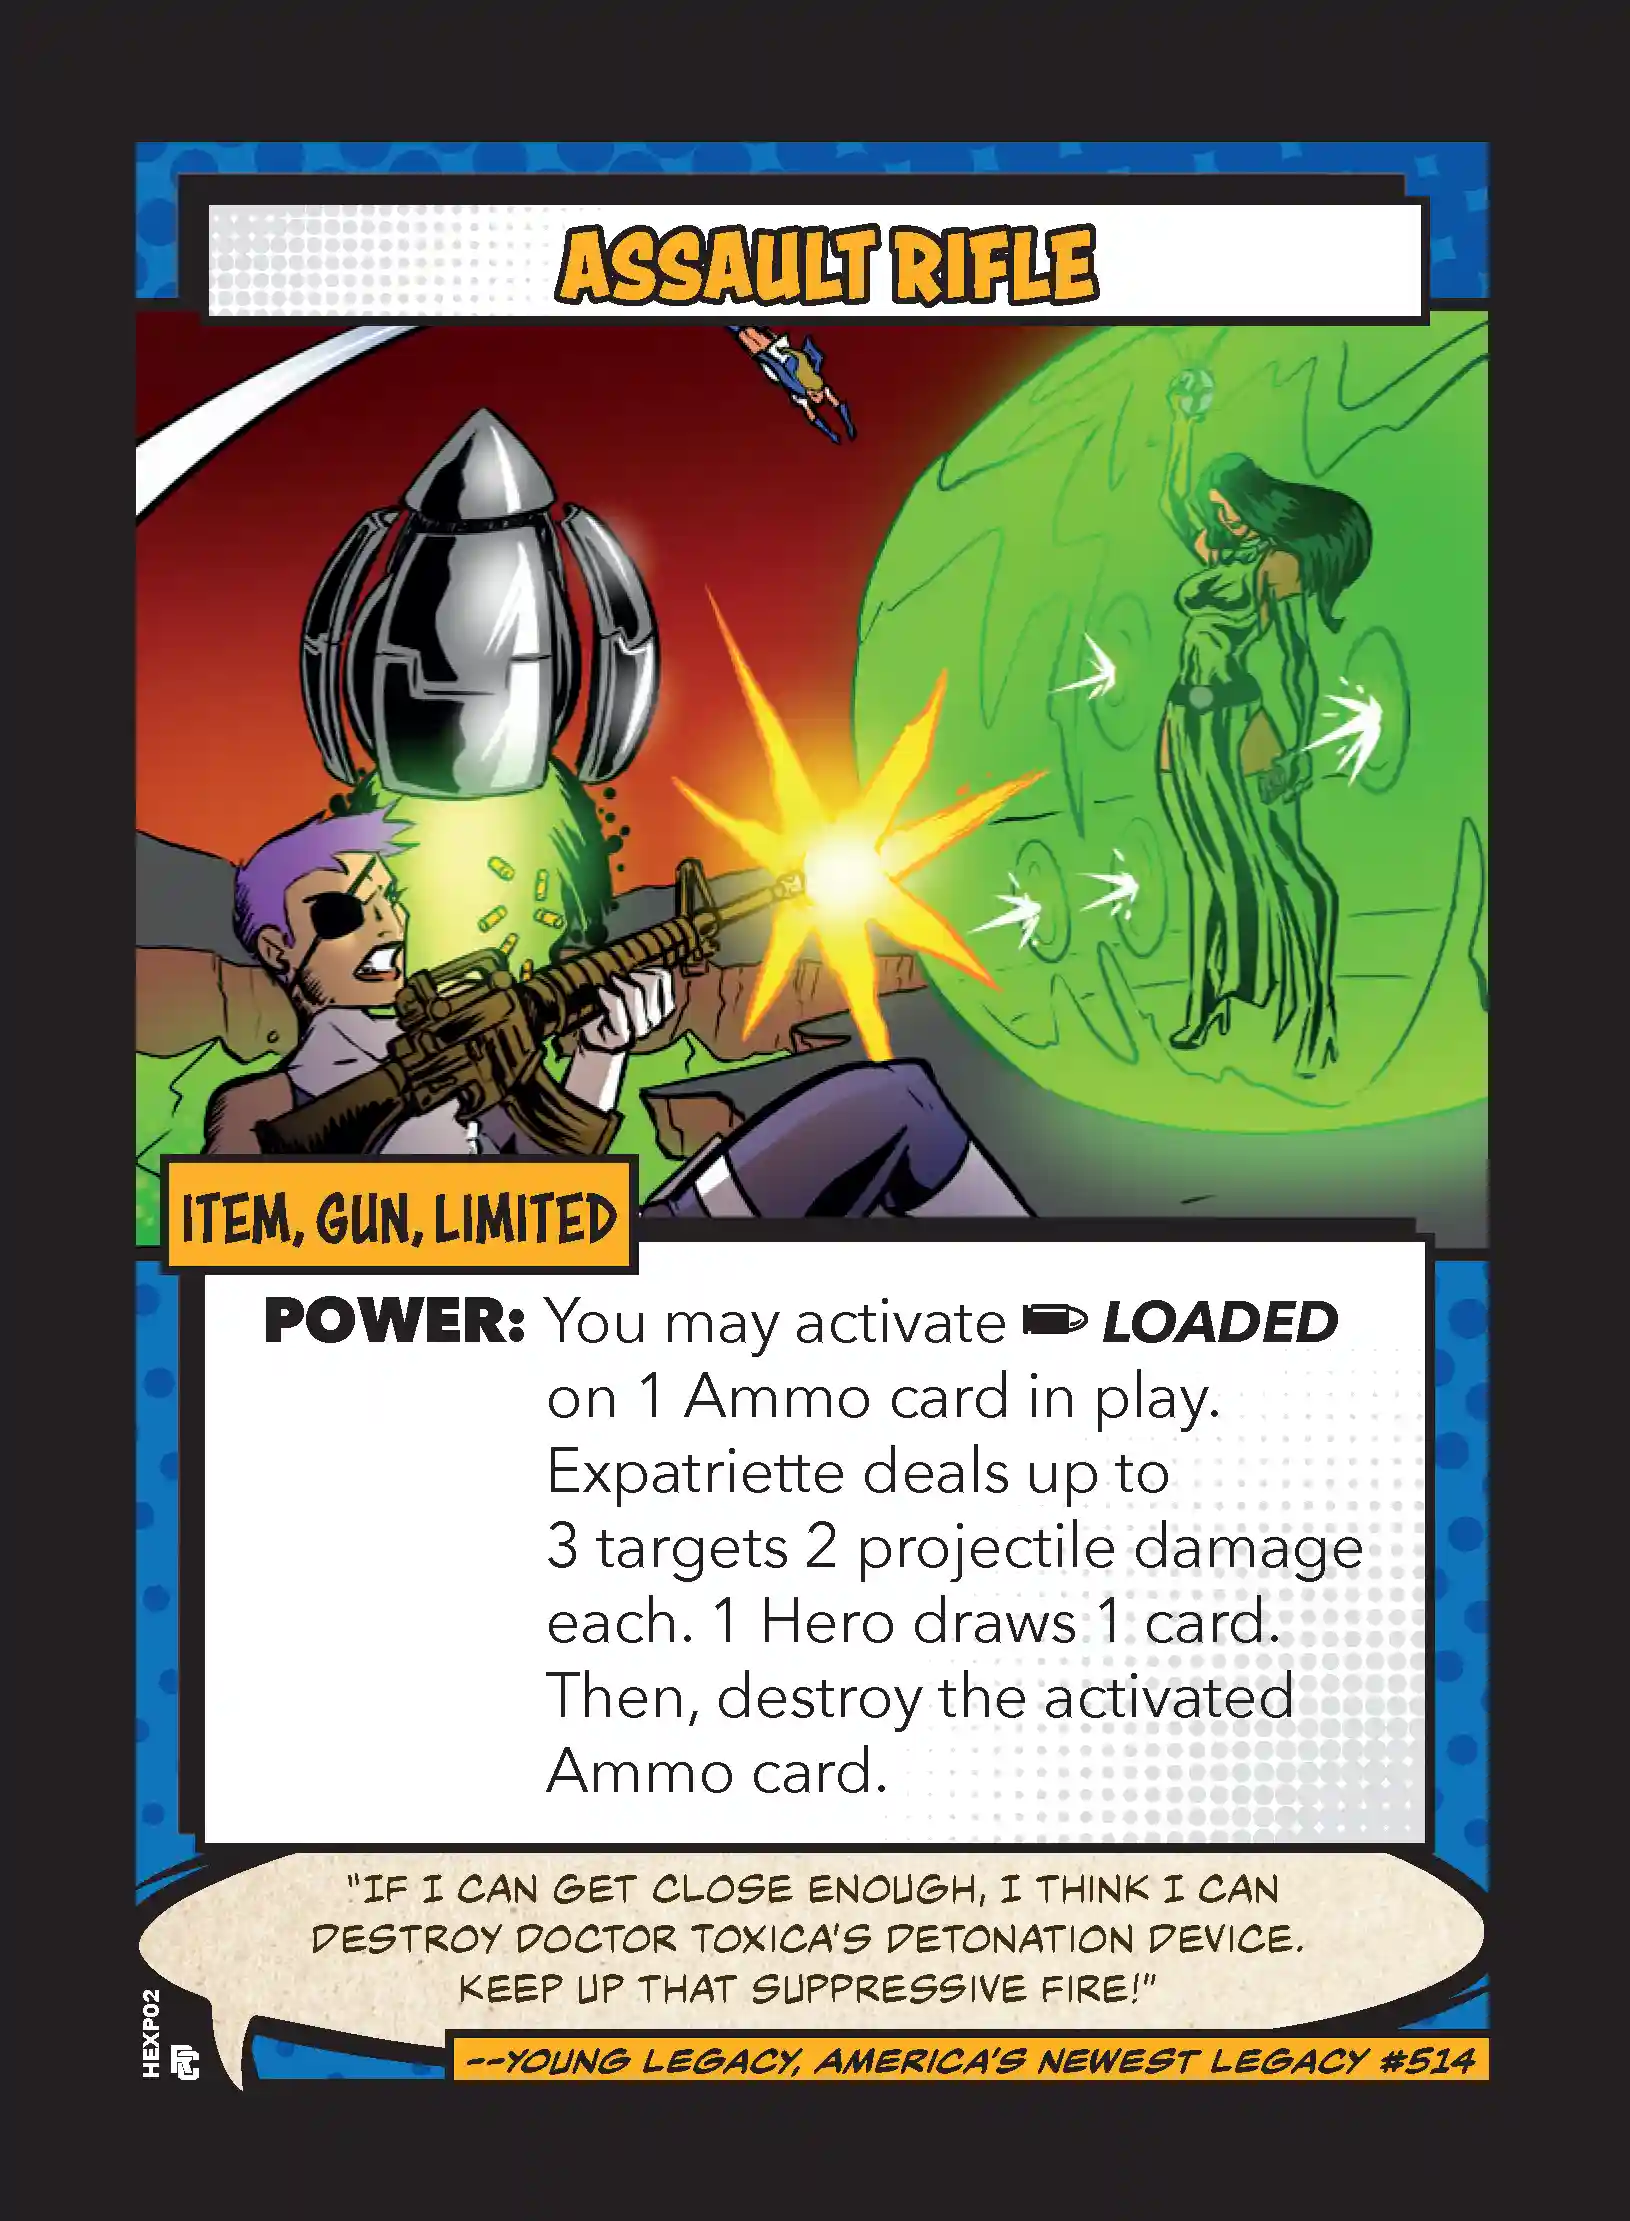 ASSAULT RIFLE
ITEM, GUN, LIMITED
POWER: You may activate LOADED
on 1 Ammo card in play.
Expatriette deals up to
3 targets 2 projectile damage
each. 1 Hero draws 1 card.
Then, destroy the activated
Ammo card.
"IF I CAN GET CLOSE ENOUGH, I THINK I CAN
DESTROY DOCTOR TOXICA'S DETONATION DEVICE.
KEEP UP THAT SUPPRESSIVE FIRE!"
--YOUNG LEGACY, AMERICA'S NEWEST LEGACY #514
HEXP02